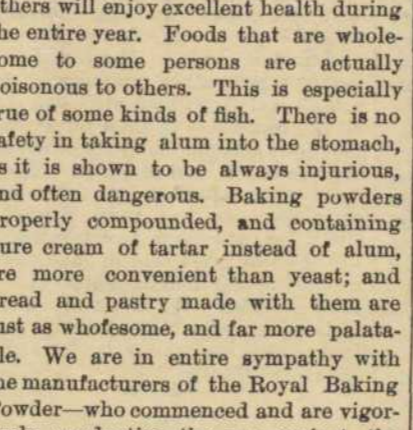 thers will enjoy excellent health during
he entire year. Foods that are whole-
ome to some persons are actually
oisonous to others. This is especially
rue of some kinds of fish. There is no
afety in taking alum into the stomach,
s it is shown to be always injurious,
nd often dangerous. Baking powders
roperly compounded, and containing
ure cream of tartar instead of alum,
re more convenient than yeast; and
read and pastry made with them are
ust as wholesome, and far more palata-
le. We are in entire sympathy with
he manufacturers of the Royal Baking
owder—who commenced and are vigor-